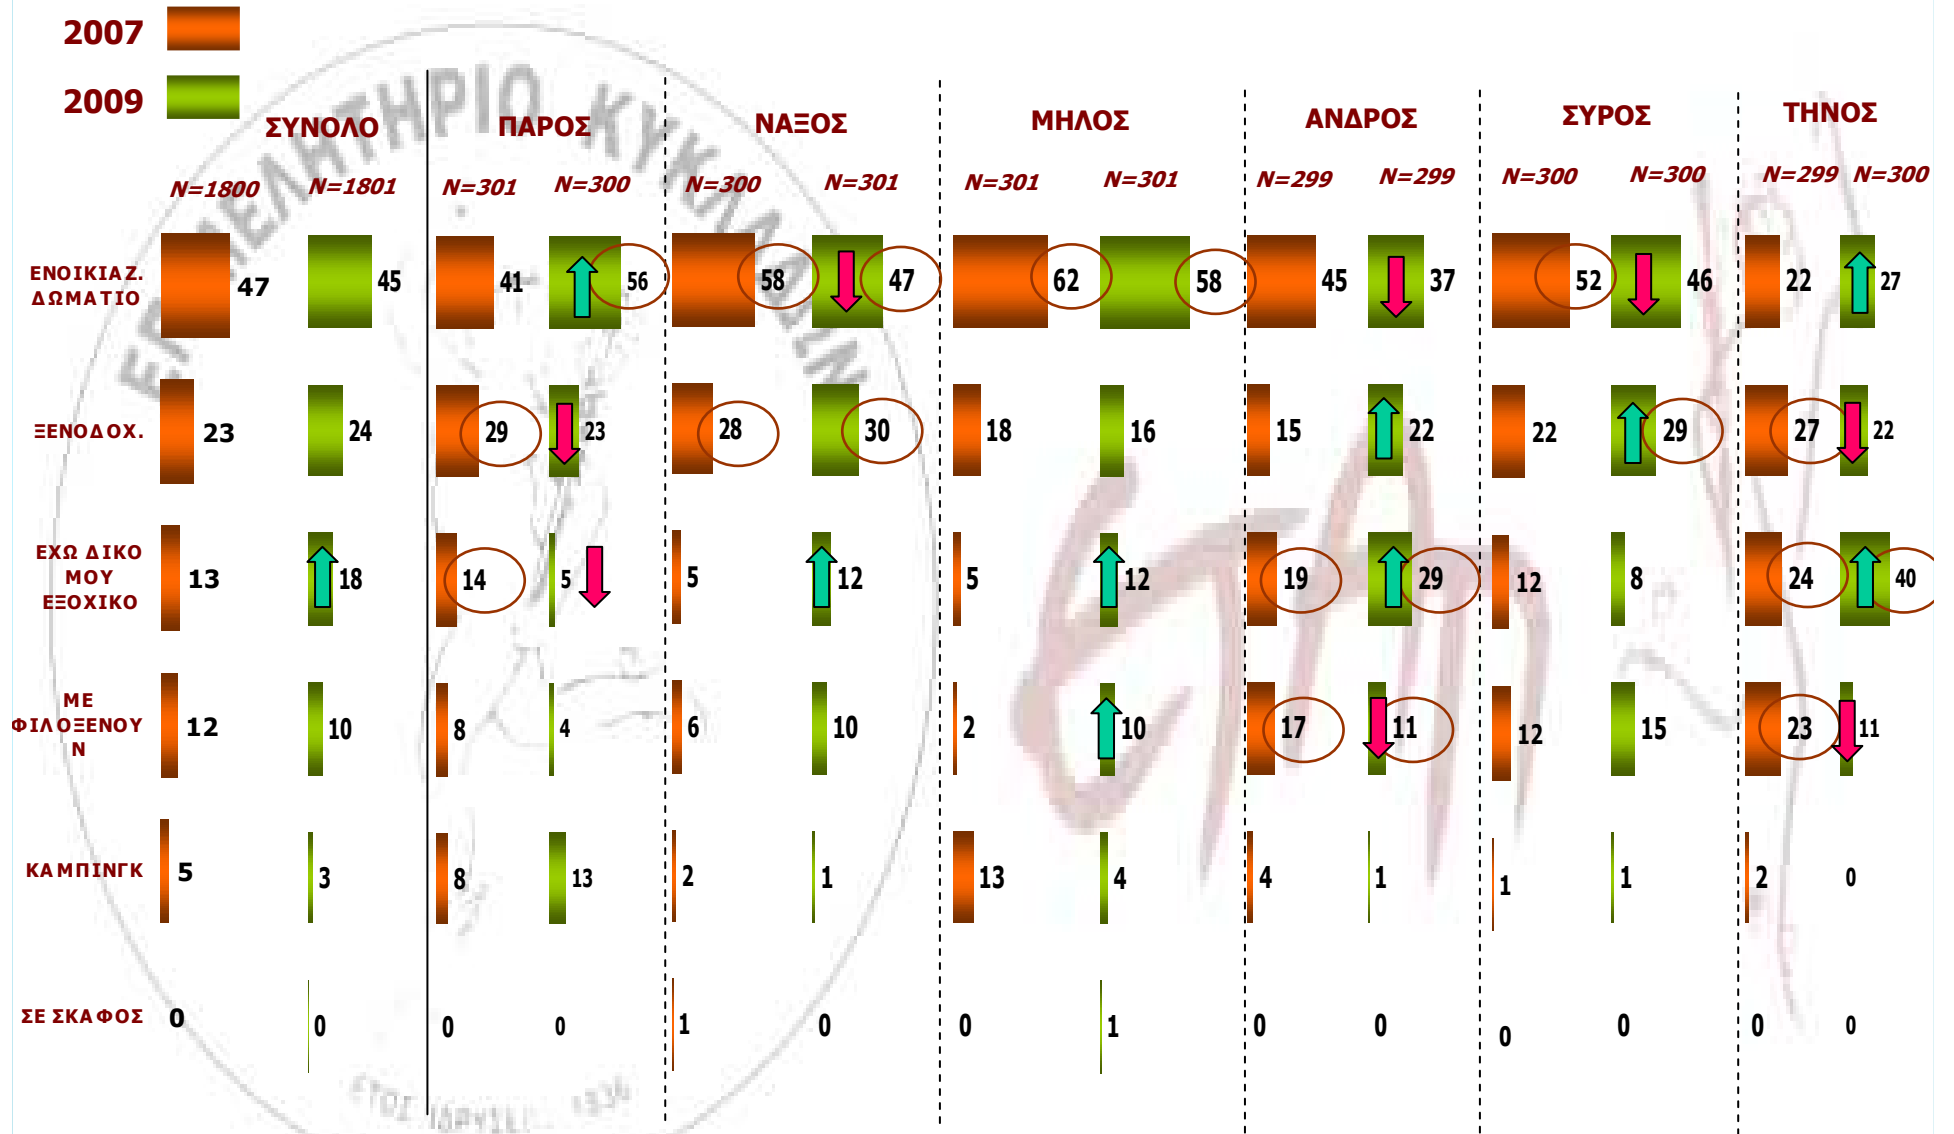 2007
2009
ΣΥΝΟΛΟ ΠΑΡΟΣ ΝΑΞΟΣ ΜΗΛΟΣ ΑΝΔΡΟΣ ΣΥΡΟΣ ΤΗΝΟΣ
N=1800 N=1801 N=301 N=300 N=300 N=301 N=301 N=301 N=299 N=299 N=300 N=300 N=299 N=300
ΕΝΟΙΚΙΑΖ.
ΔΩΜΑΤΙΟ
47 45 41 56 58 47 62 58 45 37 52 46 22 27
ΞΕΝΟΔΟΧ. 23 24 29 23 28 30 18 16 15 22 22 29 27 22
ΕΧΩ ΔΙΚΟ
ΜΟΥ
ΕΞΟΧΙΚΟ
13 18 14 5 5 12 5 12 19 29 12 8 24 40
ΜΕ
ΦΙΛΟΞΕΝΟΥ
Ν
12 10 8 4 6 10 2 10 17 11 12 15 23 11
ΚΑΜΠΙΝΓΚ 5 3 8 13 2 1 13 4 4 1 1 1 2 0
ΣΕ ΣΚΑΦΟΣ 0 0 0 0 1 0 0 1 0 0 0 0 0 0
ΕΠΙΜΕΛΗΤΗΡΙΟ ΚΥΚΛΑΔΩΝ